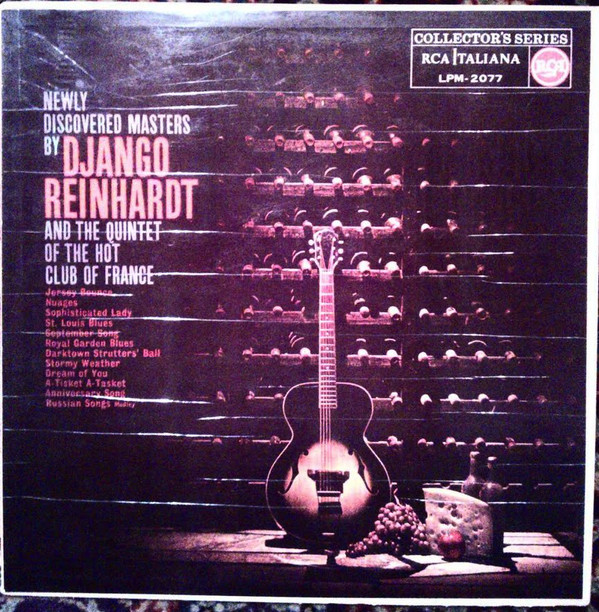 COLLECTOR'S SERIES
RCA ITALIANA
LPM-2077
RCA
NEWLY
DISCOVERED MASTERS
BY DJANGO
REINHARDT
AND THE QUINTET
OF THE HOT
CLUB OF FRANCE
Jersey Bounce
Nuages
Sophisticated Lady
St. Louis Blues
September Song
Royal Garden Blues
Darktown Strutters' Ball
Stormy Weather
Dream of You
A-Tisket A-Tasket
Anniversary Song
Russian Songs Medley